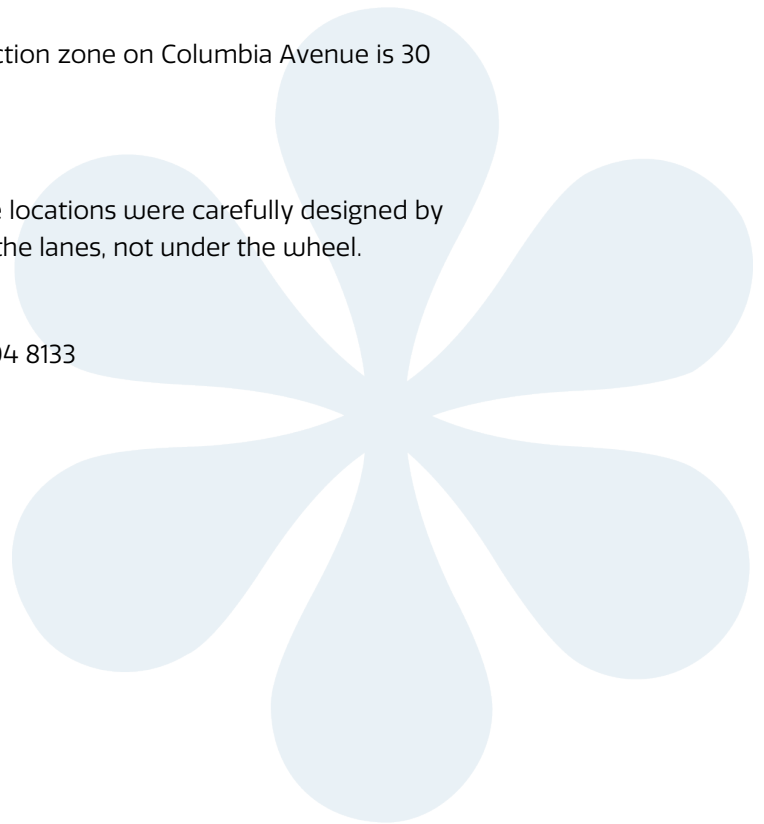 ction zone on Columbia Avenue is 30
locations were carefully designed by
the lanes, not under the wheel.
04 8133